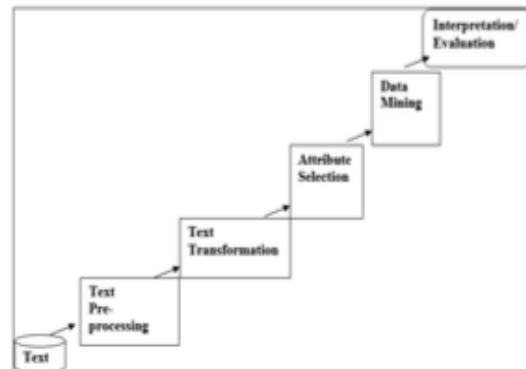 Interpretation/
Evaluation
Data
Mining
Attribute
Selection
Text
Transformation
Text
Pre-
processing
Text